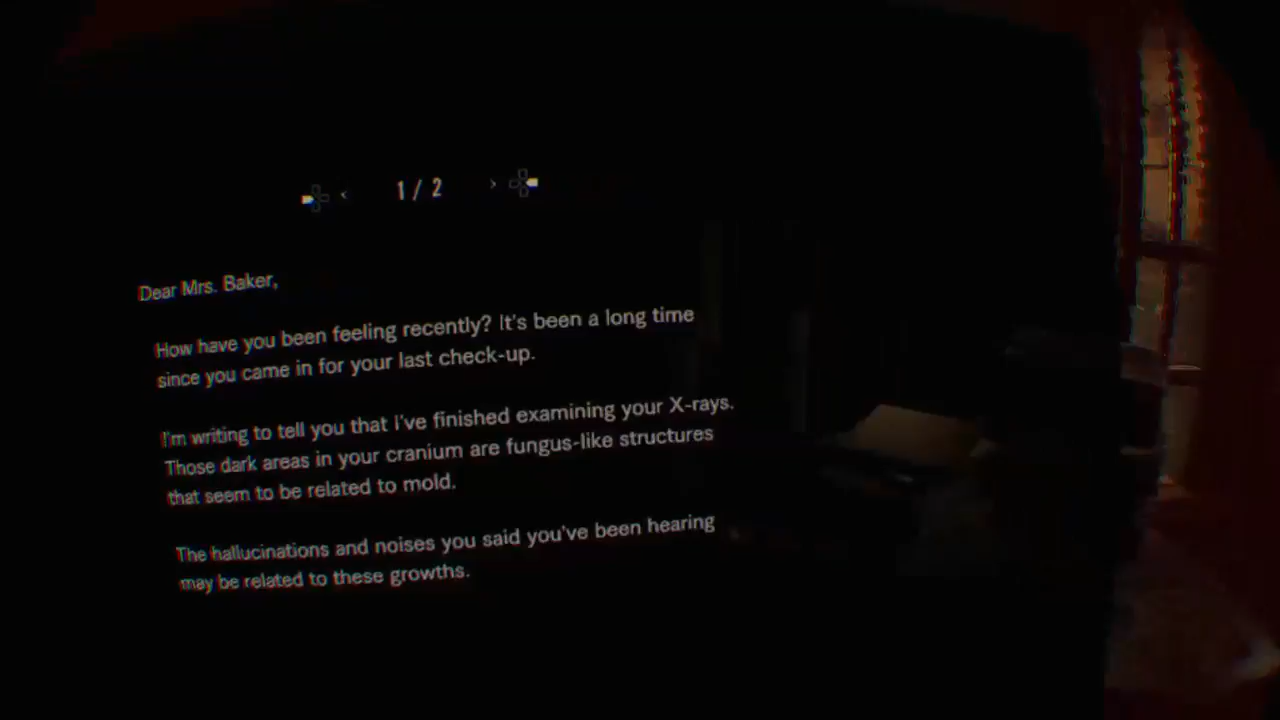 ‹ 1 / 2 ›
Dear Mrs. Baker,
How have you been feeling recently? It's been a long time
since you came in for your last check-up.
I'm writing to tell you that I've finished examining your X-rays.
Those dark areas in your cranium are fungus-like structures
that seem to be related to mold.
The hallucinations and noises you said you've been hearing
may be related to these growths.